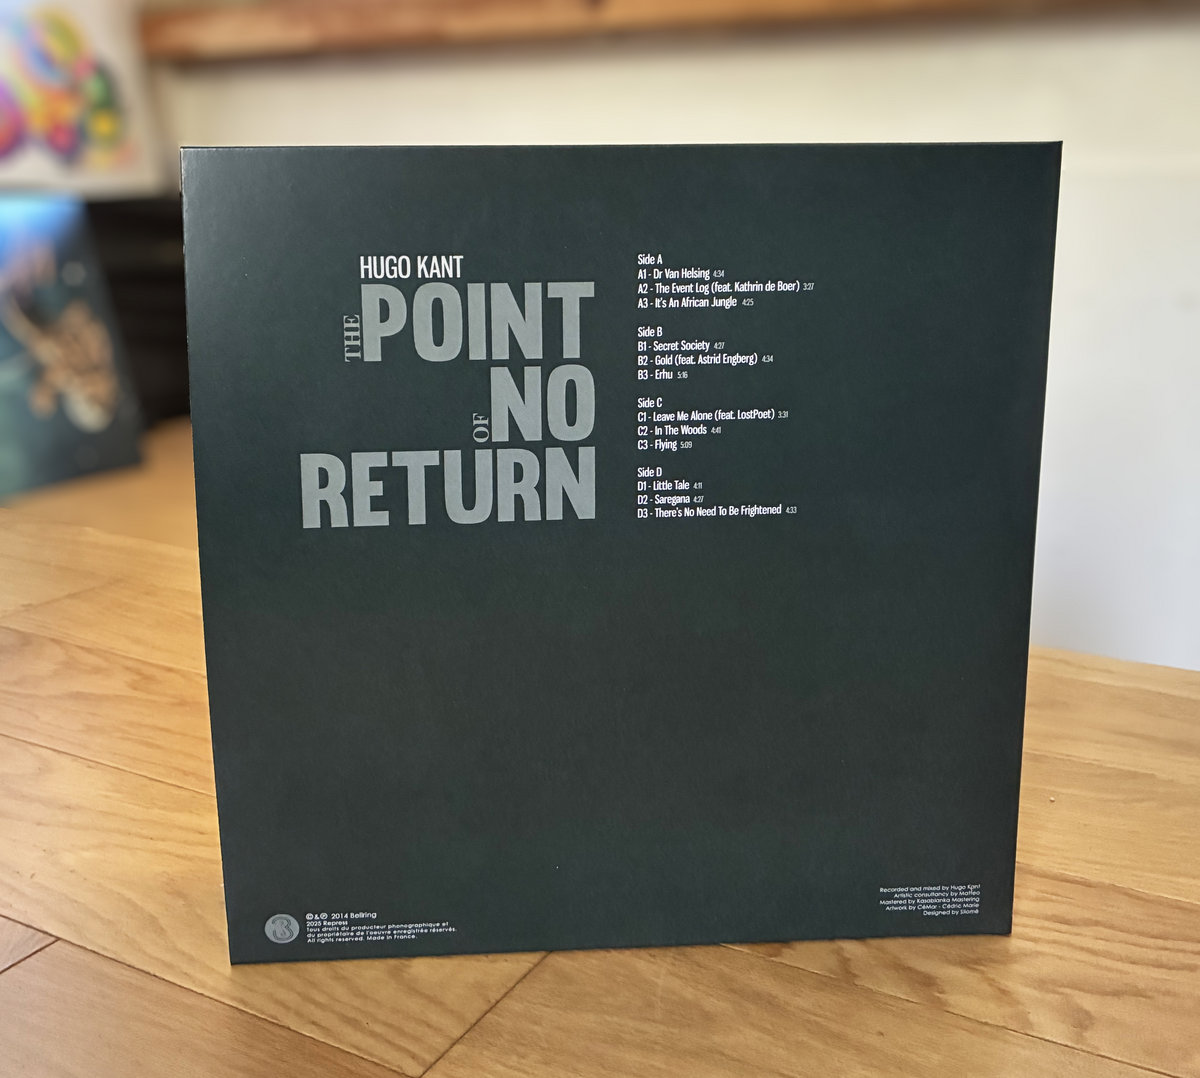 HUGO KANT
THE POINT
OF NO
RETURN
Side A
A1 - Dr Van Helsing 4:34
A2 - The Event Log (feat. Kathrin de Boer) 3:27
A3 - It's An African Jungle 4:25
Side B
B1 - Secret Society 4:27
B2 - Gold (feat. Astrid Engberg) 4:34
B3 - Erhu 5:16
Side C
C1 - Leave Me Alone (feat. LostPoet) 3:31
C2 - In The Woods 4:41
C3 - Flying 5:09
Side D
D1 - Little Tale 4:11
D2 - Saregana 4:27
D3 - There's No Need To Be Frightened 4:33
©&℗ 2014 Bellring
2025 Repress
Tous droits du producteur phonographique et
du propriétaire de l'oeuvre enregistrée réservés.
All rights reserved. Made in France.
Recorded and mixed by Hugo Kant
Artistic consultancy by Matteo
Mastered by Kasablanka Mastering
Artwork by CéMar - Cédric Marie
Designed by Silomé